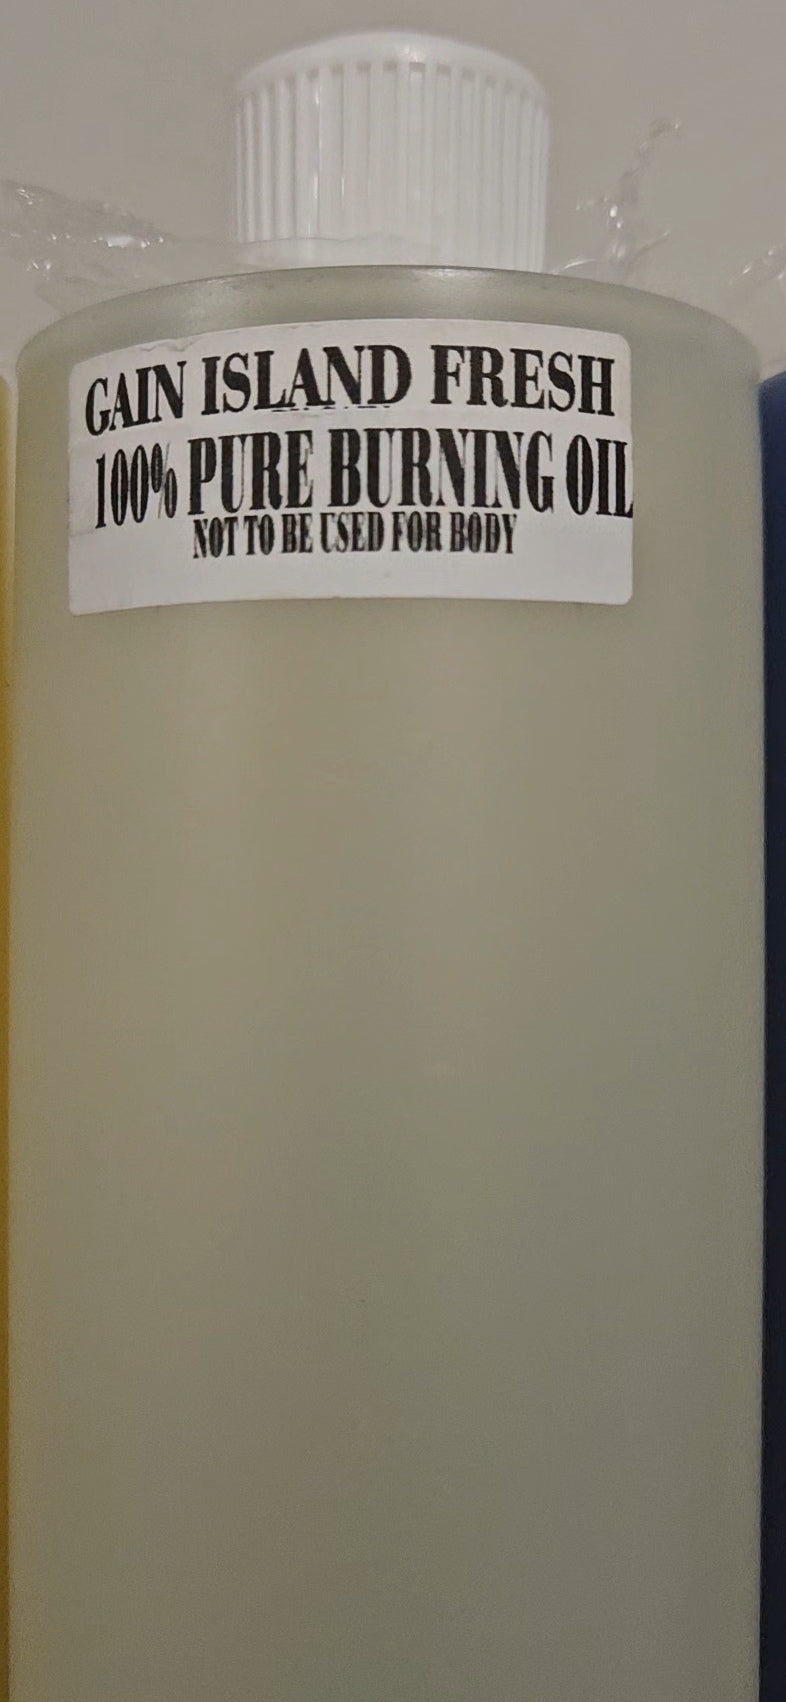 GAIN ISLAND FRESH
100% PURE BURNING OIL
NOT TO BE USED FOR BODY